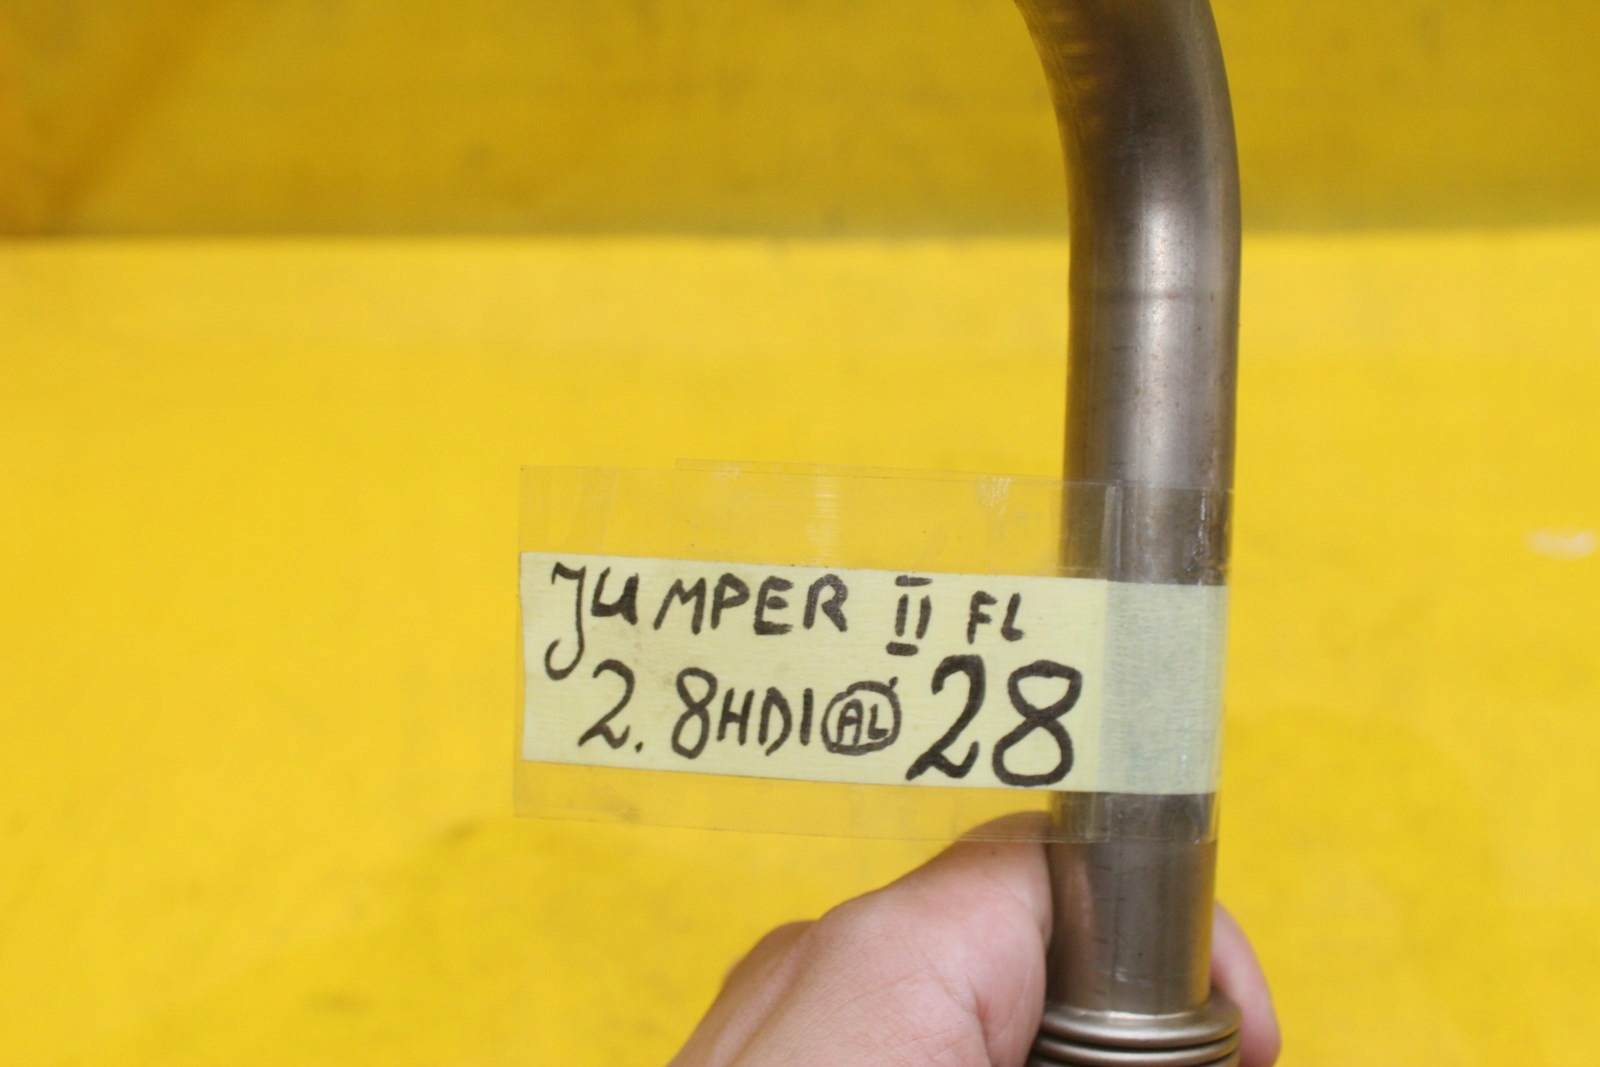 JUMPER II FL
2.8HDI AL 28